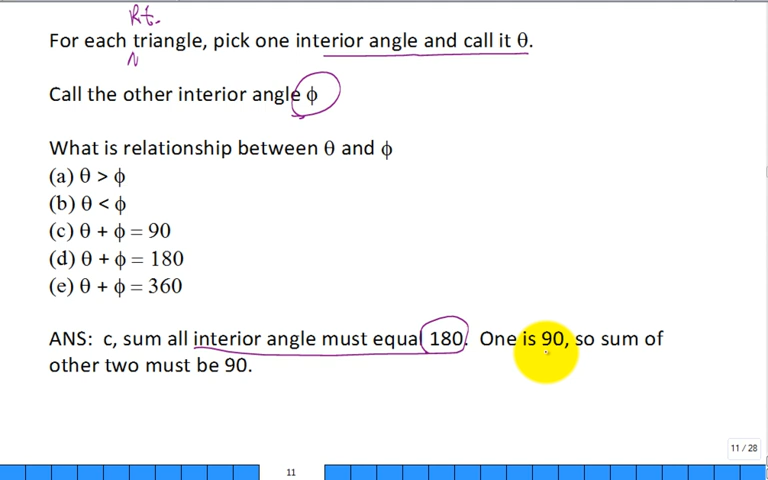 Rt.
For each triangle, pick one interior angle and call it θ.
Call the other interior angle ϕ
What is relationship between θ and ϕ
(a) θ > ϕ
(b) θ < ϕ
(c) θ + ϕ = 90
(d) θ + ϕ = 180
(e) θ + ϕ = 360
ANS: c, sum all interior angle must equal 180. One is 90, so sum of
other two must be 90.
11 / 28
11